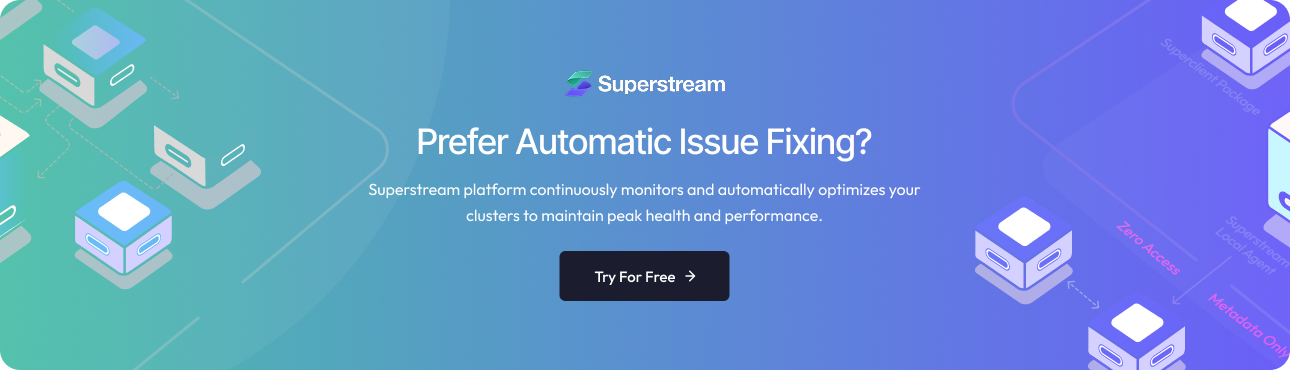 Superstream
Prefer Automatic Issue Fixing?
Superstream platform continuously monitors and automatically optimizes your
clusters to maintain peak health and performance.
Try For Free →
Superclient Package
Zero Access
Superstream
Local Agent
Metadata Only